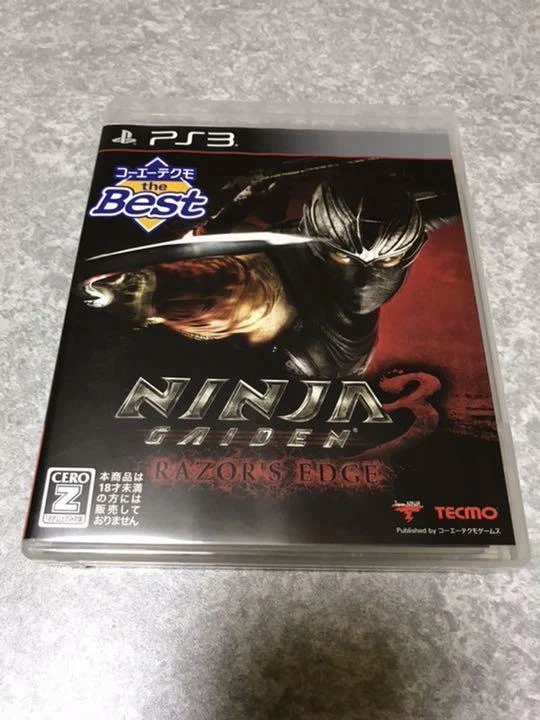 PS3
コーエーテクモ
the
Best
NINJA
GAIDEN
3
RAZOR'S EDGE
CERO
Z
本商品は
18才未満
の方には
販売して
おりません
TECMO
Published by コーエーテクモゲームス